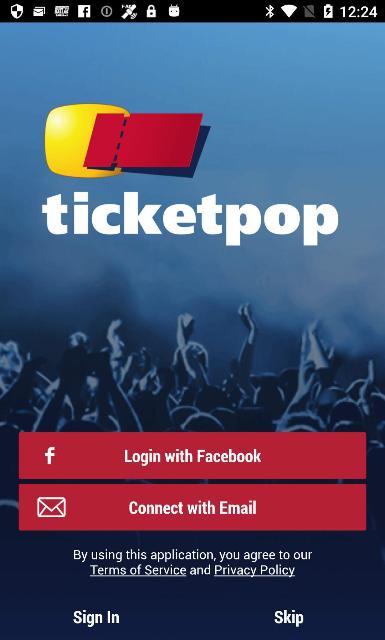 12:24
ticketpop
f Login with Facebook
Connect with Email
By using this application, you agree to our
Terms of Service and Privacy Policy
Sign In Skip